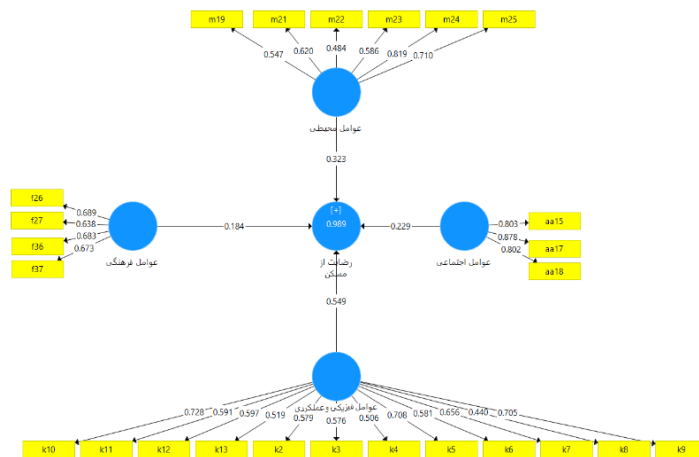 m19 m21 m22 m23 m24 m25
0.547 0.620 0.484 0.586 0.819 0.710
عوامل محیطی
0.323
f26
f27
f36
f37
0.689
0.638
0.683
0.673
عوامل فرهنگی
0.184
[+]
0.989
رضایت از
مسکن
0.229
عوامل اجتماعی
0.803
0.878
0.802
aa15
aa17
aa18
0.549
عوامل فیزیکی و عملکردی
0.728 0.591 0.597 0.519 0.579 0.576 0.506 0.708 0.581 0.656 0.440 0.705
k10 k11 k12 k13 k2 k3 k4 k5 k6 k7 k8 k9